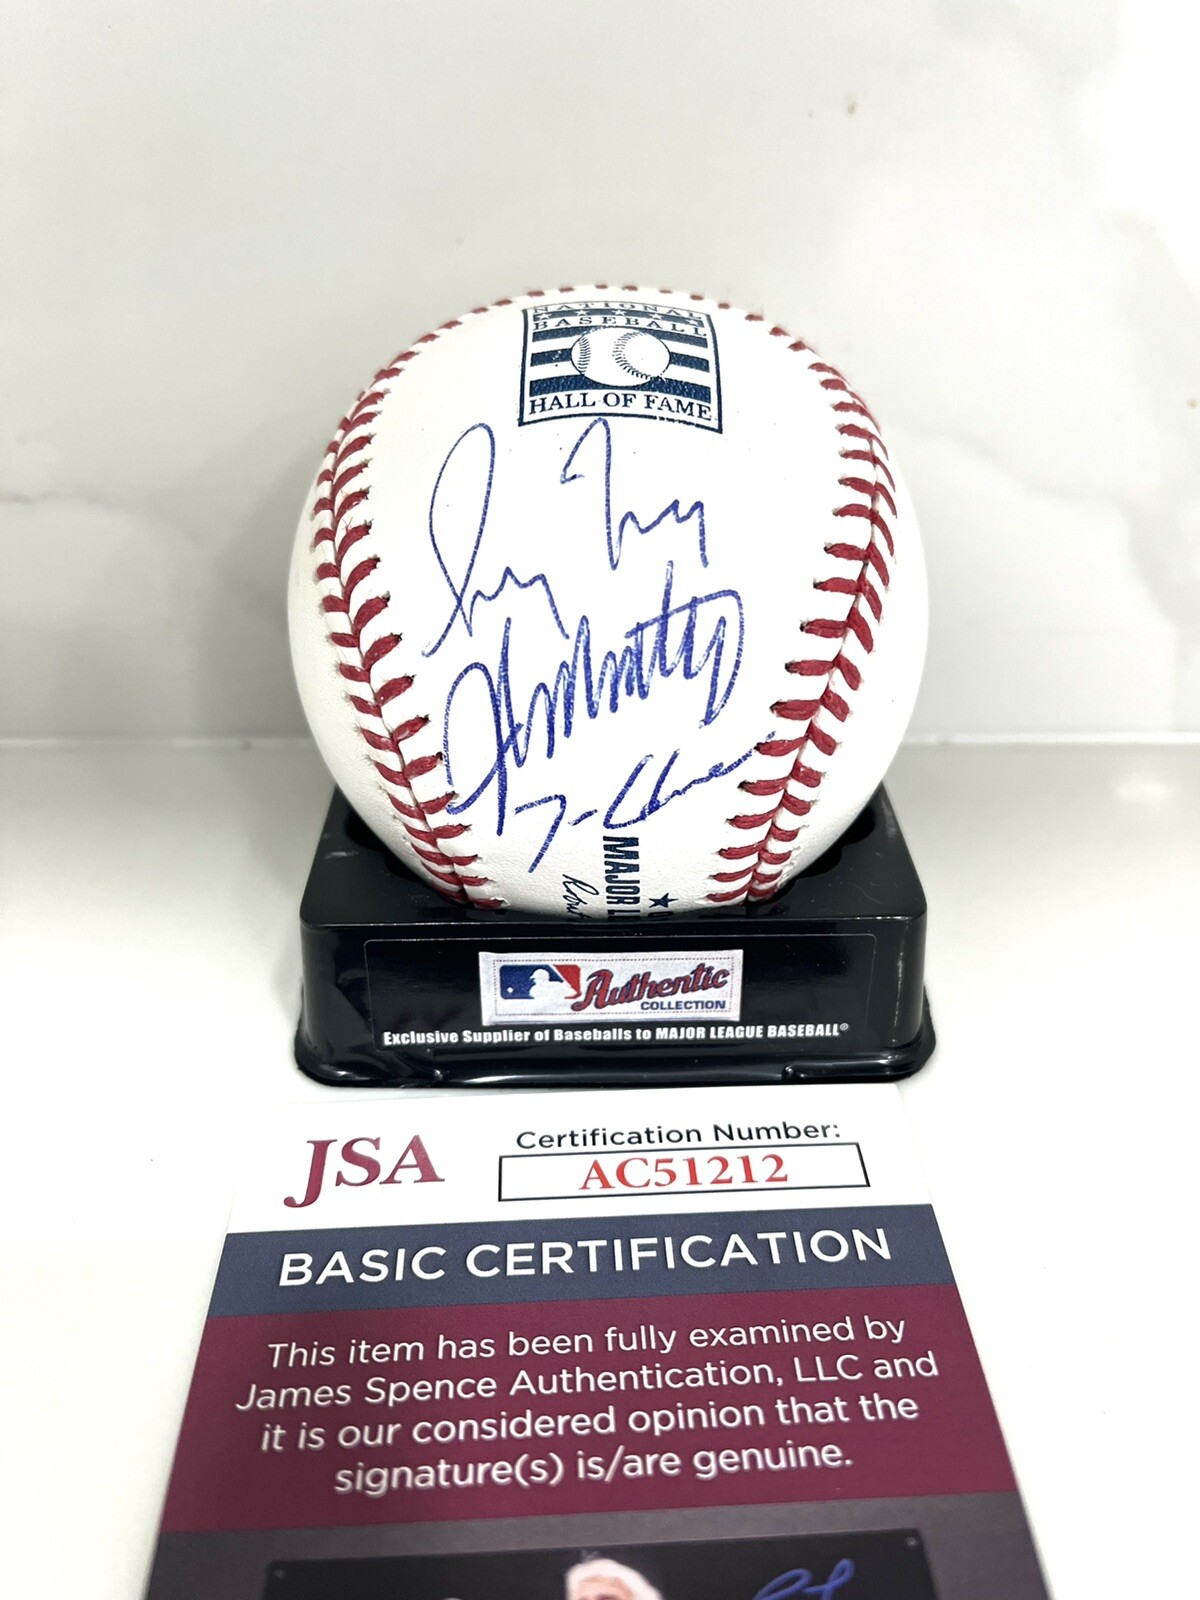 NATIONAL
BASEBALL
HALL OF FAME
MAJOR
Authentic
COLLECTION
Exclusive Supplier of Baseballs to MAJOR LEAGUE BASEBALL®
JSA
Certification Number:
AC51212
BASIC CERTIFICATION
This item has been fully examined by
James Spence Authentication, LLC and
it is our considered opinion that the
signature(s) is/are genuine.